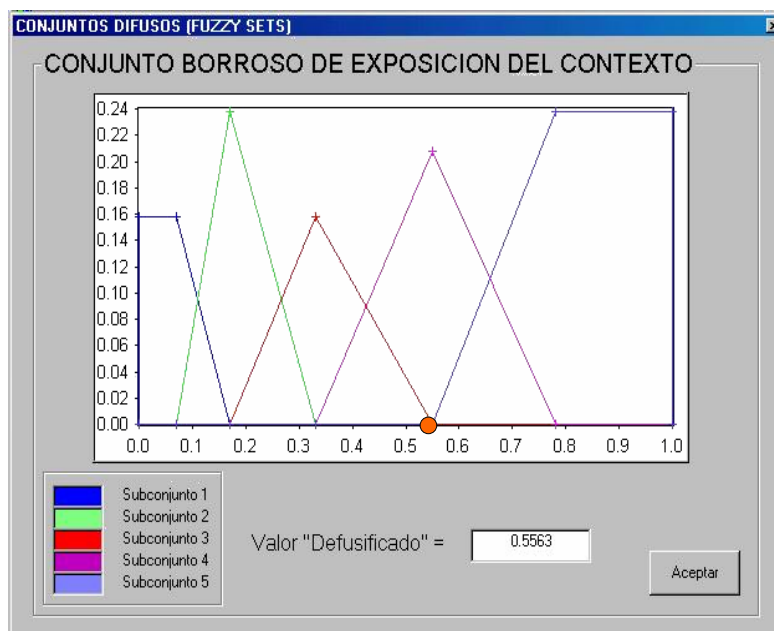 CONJUNTOS DIFUSOS (FUZZY SETS)
CONJUNTO BORROSO DE EXPOSICION DEL CONTEXTO
0.24
0.22
0.20
0.18
0.16
0.14
0.12
0.10
0.08
0.06
0.04
0.02
0.00
0.0 0.1 0.2 0.3 0.4 0.5 0.6 0.7 0.8 0.9 1.0
Subconjunto 1
Subconjunto 2
Subconjunto 3
Subconjunto 4
Subconjunto 5
Valor "Defusificado" = 0.5563
Aceptar